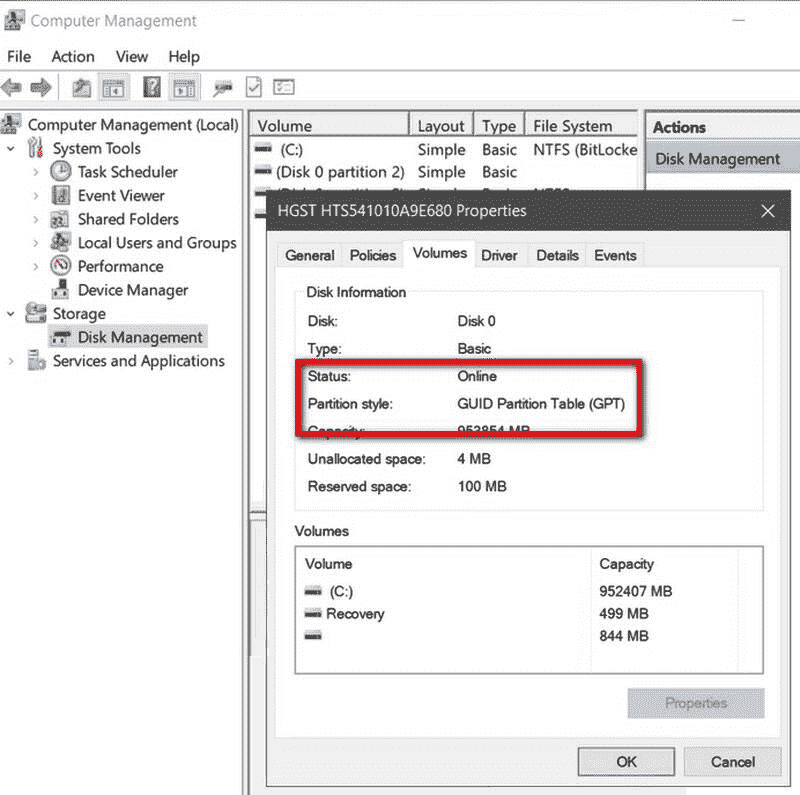 Computer Management
File Action View Help
Computer Management (Local)
System Tools
Task Scheduler
Event Viewer
Shared Folders
Local Users and Groups
Performance
Device Manager
Storage
Disk Management
Services and Applications
Volume Layout Type File System
(C:) Simple Basic NTFS (BitLocke
(Disk 0 partition 2) Simple Basic
Actions
Disk Management
HGST HTS541010A9E680 Properties
General Policies Volumes Driver Details Events
Disk Information
Disk: Disk 0
Type: Basic
Status: Online
Partition style: GUID Partition Table (GPT)
Capacity: 953854 MB
Unallocated space: 4 MB
Reserved space: 100 MB
Volumes
Volume Capacity
(C:) 952407 MB
Recovery 499 MB
844 MB
Properties
OK Cancel